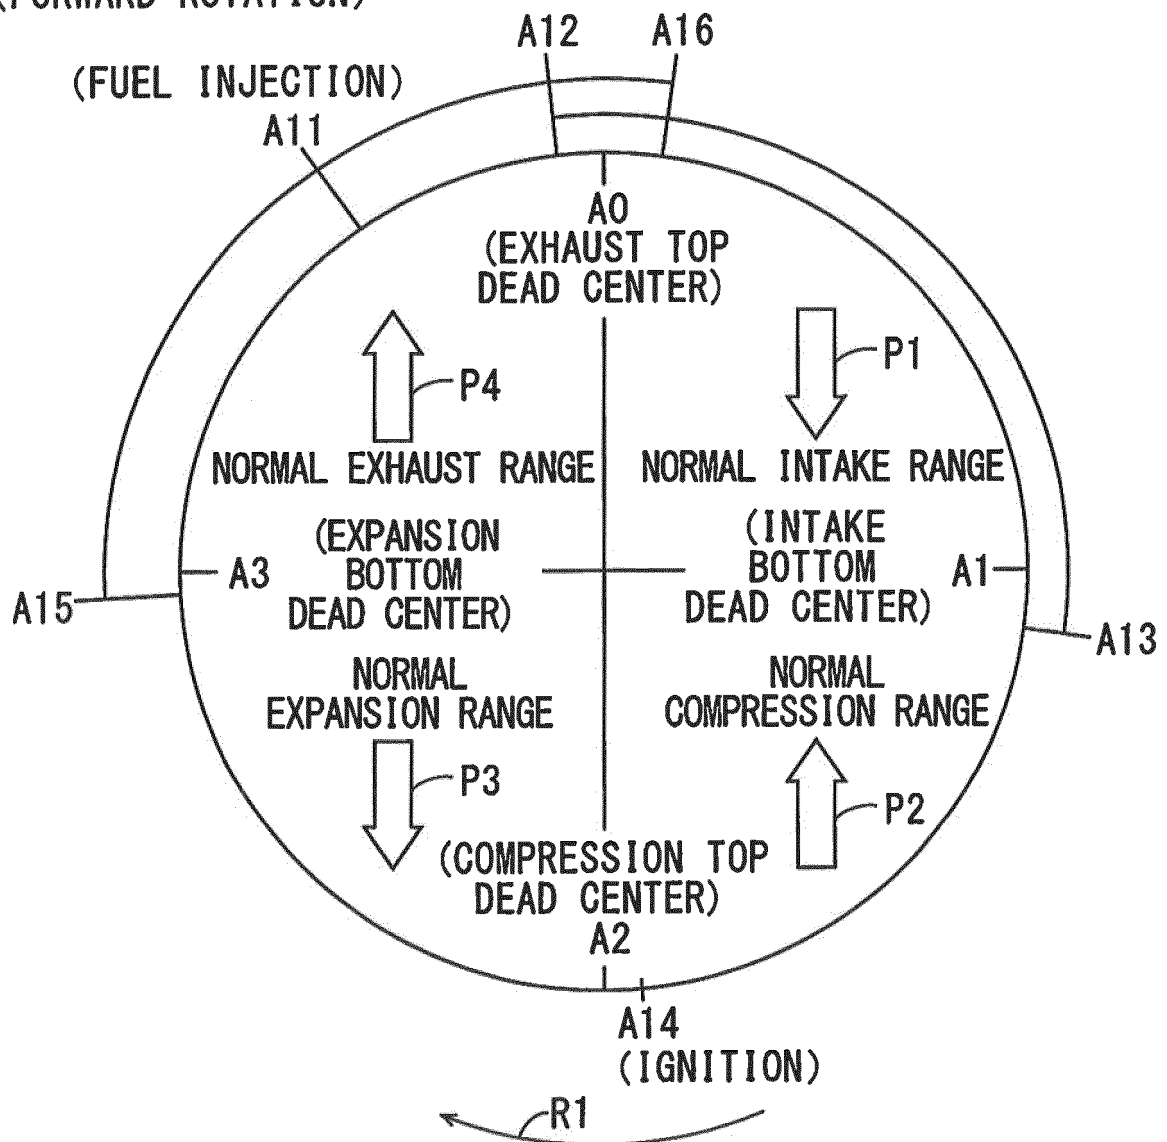 (FORWARD ROTATION)
A12
A16
(FUEL INJECTION)
A11
A0
(EXHAUST TOP
DEAD CENTER)
P4
P1
NORMAL EXHAUST RANGE
NORMAL INTAKE RANGE
(EXPANSION
BOTTOM
DEAD CENTER)
(INTAKE
BOTTOM
DEAD CENTER)
A3
A1
A15
A13
NORMAL
EXPANSION RANGE
NORMAL
COMPRESSION RANGE
P3
P2
(COMPRESSION TOP
DEAD CENTER)
A2
A14
(IGNITION)
R1